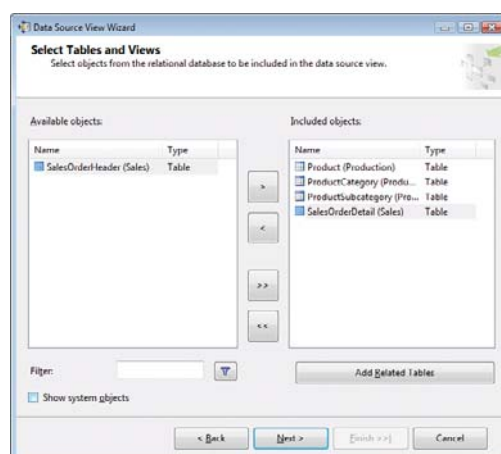 Data Source View Wizard
Select Tables and Views
Select objects from the relational database to be included in the data source view.
Available objects:
Name Type
SalesOrderHeader (Sales) Table
>
<
>>
<<
Included objects:
Name Type
Product (Production) Table
ProductCategory (Produ... Table
ProductSubcategory (Pro... Table
SalesOrderDetail (Sales) Table
Filter:
Add Related Tables
Show system objects
< Back
Next >
Finish >>|
Cancel